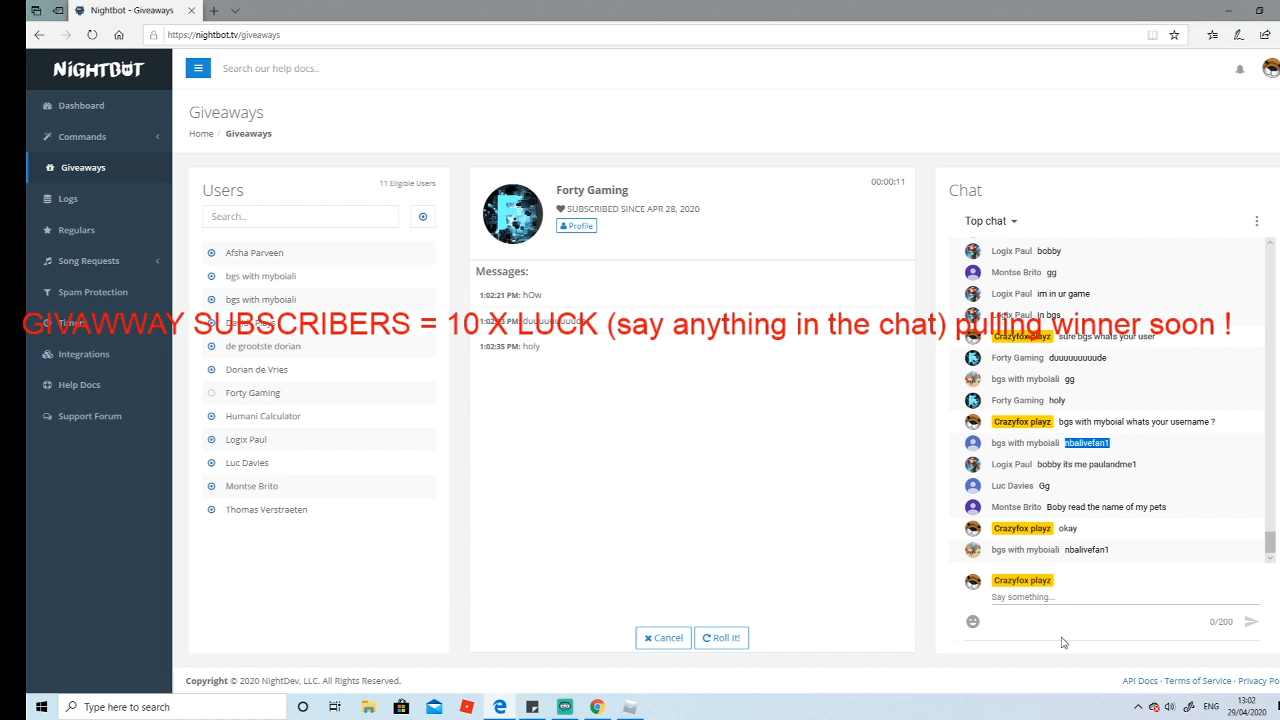 Nightbot - Giveaways
https://nightbot.tv/giveaways
NIGHTBOT
Search our help docs..
Dashboard
Commands
Giveaways
Logs
Regulars
Song Requests
Spam Protection
Timers
Integrations
Help Docs
Support Forum
Giveaways
Home / Giveaways
Users
11 Eligible Users
Search..
Afsha Parveen
bgs with myboiali
bgs with myboiali
de grootste dorian
Dorian de Vries
Forty Gaming
Humani Calculator
Logix Paul
Luc Davies
Montse Brito
Thomas Verstraeten
Forty Gaming
00:00:11
SUBSCRIBED SINCE APR 28, 2020
Profile
Messages:
1:02:21 PM: hOw
1:02:35 PM: holy
Cancel
Roll It!
GIVAWWAY SUBSCRIBERS = 10 X LUCK (say anything in the chat) pulling winner soon !
Chat
Top chat
Logix Paul bobby
Montse Brito gg
Logix Paul im in ur game
Logix Paul in bgs
Crazyfox playz sure bgs whats your user
Forty Gaming duuuuuuuude
bgs with myboiali gg
Forty Gaming holy
Crazyfox playz bgs with myboial whats your username ?
bgs with myboiali nbalivefan1
Logix Paul bobby its me paulandme1
Luc Davies Gg
Montse Brito Boby read the name of my pets
Crazyfox playz okay
bgs with myboiali nbalivefan1
Crazyfox playz
Say something...
0/200
Copyright © 2020 NightDev, LLC. All Rights Reserved.
API Docs - Terms of Service - Privacy Po
Type here to search
ENG
13:02
29/04/2020